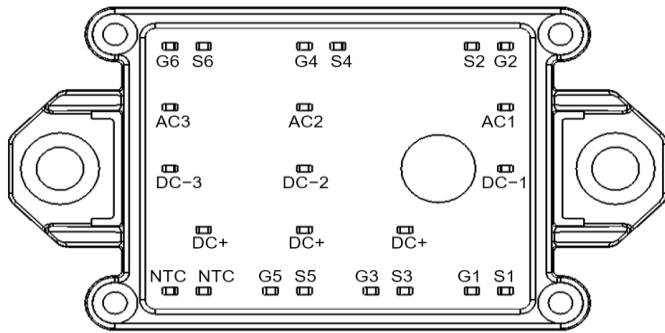 G6 S6 G4 S4 S2 G2
AC3 AC2 AC1
DC-3 DC-2 DC-1
DC+ DC+ DC+
NTC NTC G5 S5 G3 S3 G1 S1